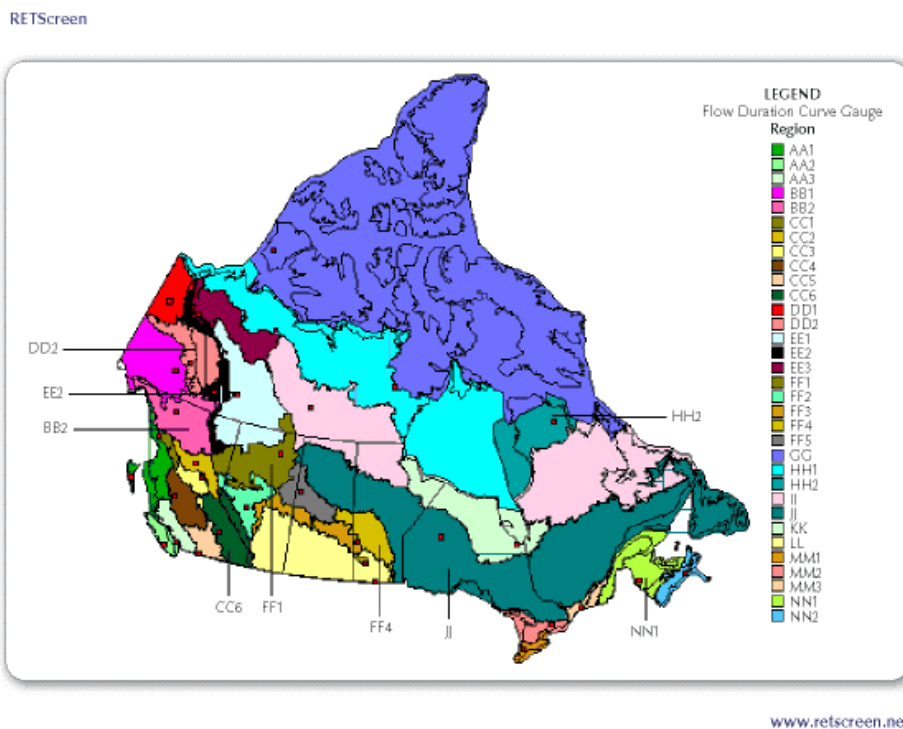 RETScreen
LEGEND
Flow Duration Curve Gauge
Region
AA1
AA2
AA3
BB1
BB2
CC1
CC2
CC3
CC4
CC5
CC6
DD1
DD2
EE1
EE2
EE3
FF1
FF2
FF3
FF4
FF5
GG
HH1
HH2
II
JJ
KK
LL
MM1
MM2
MM3
NN1
NN2
DD2
EE2
BB2
HH2
CC6
FF1
FF4
JJ
NN1
www.retscreen.ne